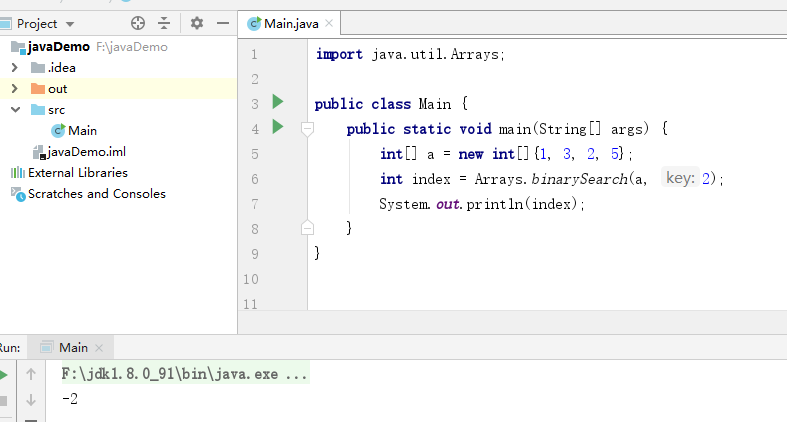 Project
Main.java
javaDemo F:\javaDemo
.idea
out
src
Main
javaDemo.iml
External Libraries
Scratches and Consoles
1 import java.util.Arrays;
2
3 public class Main {
4 public static void main(String[] args) {
5 int[] a = new int[]{1, 3, 2, 5};
6 int index = Arrays.binarySearch(a, key: 2);
7 System.out.println(index);
8 }
9 }
10
11
Run: Main
F:\jdk1.8.0_91\bin\java.exe ...
-2